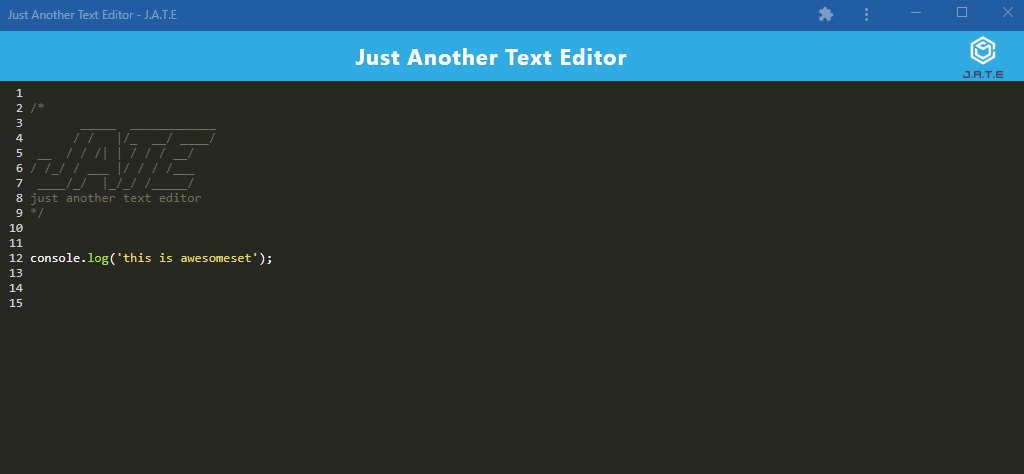 Just Another Text Editor - J.A.T.E
Just Another Text Editor
J.A.T.E
1
2 /*
3        _____  ____________
4       / /   |/_  __/ ____/
5  __  / / /| | / / / __/
6 / /_/ / ___ |/ / / /___
7  ____/_/  |_/_/ /_____/
8 just another text editor
9 */
10
11
12 console.log('this is awesomeset');
13
14
15